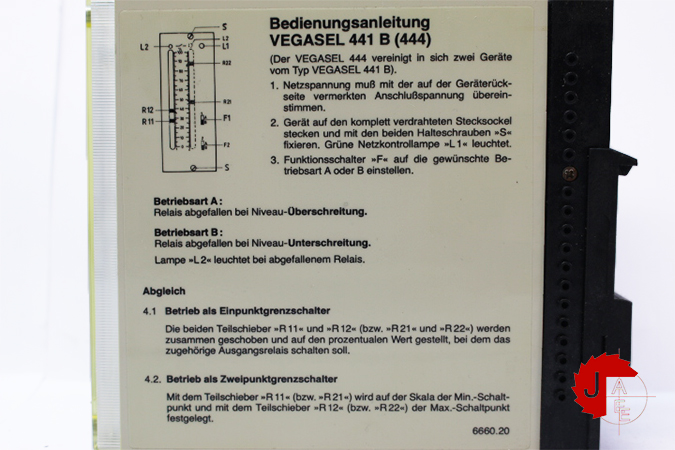 Bedienungsanleitung
VEGASEL 441 B (444)
(Der VEGASEL 444 vereinigt in sich zwei Geräte
vom Typ VEGASEL 441 B).
1. Netzspannung muß mit der auf der Geräterück-
seite vermerkten Anschlußspannung überein-
stimmen.
2. Gerät auf den komplett verdrahteten Stecksockel
stecken und mit den beiden Halteschrauben »S«
fixieren. Grüne Netzkontrollampe »L1« leuchtet.
3. Funktionsschalter »F« auf die gewünschte Be-
triebsart A oder B einstellen.
S
L2
L2
L1
R22
R12
R21
R11
F1
F2
S
Betriebsart A:
Relais abgefallen bei Niveau-Überschreitung.
Betriebsart B:
Relais abgefallen bei Niveau-Unterschreitung.
Lampe »L2« leuchtet bei abgefallenem Relais.
Abgleich
4.1 Betrieb als Einpunktgrenzschalter
Die beiden Teilschieber »R11« und »R12« (bzw. »R21« und »R22«) werden
zusammen geschoben und auf den prozentualen Wert gestellt, bei dem das
zugehörige Ausgangsrelais schalten soll.
4.2. Betrieb als Zweipunktgrenzschalter
Mit dem Teilschieber »R11« (bzw. »R21«) wird auf der Skala der Min.-Schalt-
punkt und mit dem Teilschieber »R12« (bzw. »R22«) der Max.-Schaltpunkt
festgelegt.
6660.20